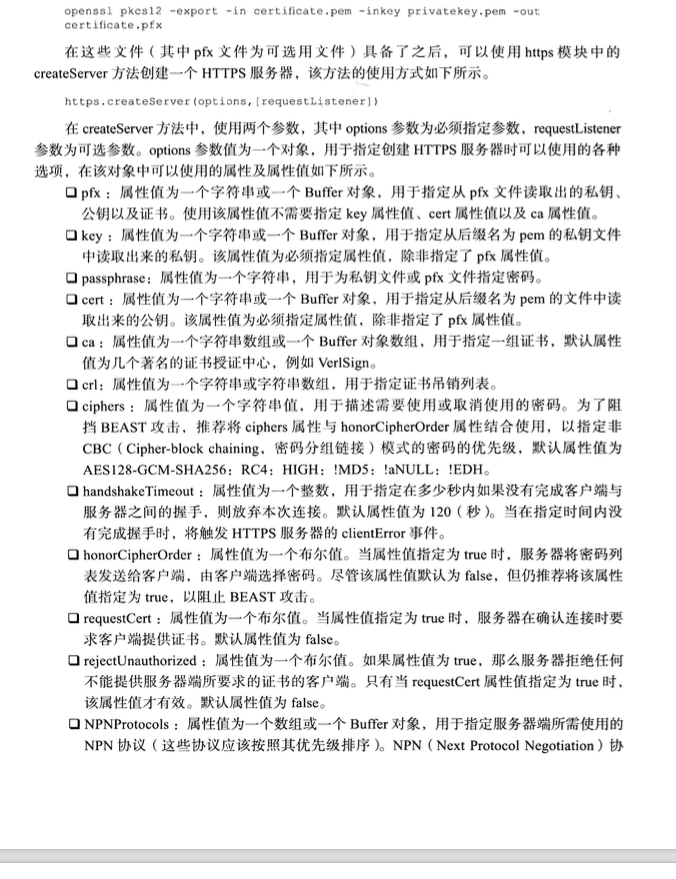 openssl pkcs12 -export -in certificate.pem -inkey privatekey.pem -out
certificate.pfx
在这些文件（其中 pfx 文件为可选用文件）具备了之后，可以使用 https 模块中的
createServer 方法创建一个 HTTPS 服务器，该方法的使用方式如下所示。
https.createServer(options,[requestListener])
在 createServer 方法中，使用两个参数，其中 options 参数为必须指定参数，requestListener
参数为可选参数。options 参数值为一个对象，用于指定创建 HTTPS 服务器时可以使用的各种
选项，在该对象中可以使用的属性及属性值如下所示。
❑ pfx：属性值为一个字符串或一个 Buffer 对象，用于指定从 pfx 文件读取出的私钥、
公钥以及证书。使用该属性值不需要指定 key 属性值、cert 属性值以及 ca 属性值。
❑ key：属性值为一个字符串或一个 Buffer 对象，用于指定从后缀名为 pem 的私钥文件
中读取出来的私钥。该属性值为必须指定属性值，除非指定了 pfx 属性值。
❑ passphrase：属性值为一个字符串，用于为私钥文件或 pfx 文件指定密码。
❑ cert：属性值为一个字符串或一个 Buffer 对象，用于指定从后缀名为 pem 的文件中读
取出来的公钥。该属性值为必须指定属性值，除非指定了 pfx 属性值。
❑ ca：属性值为一个字符串数组或一个 Buffer 对象数组，用于指定一组证书，默认属性
值为几个著名的证书授证中心，例如 VerlSign。
❑ crl：属性值为一个字符串或字符串数组，用于指定证书吊销列表。
❑ ciphers：属性值为一个字符串值，用于描述需要使用或取消使用的密码。为了阻
挡 BEAST 攻击，推荐将 ciphers 属性与 honorCipherOrder 属性结合使用，以指定非
CBC（Cipher-block chaining，密码分组链接）模式的密码的优先级，默认属性值为
AES128-GCM-SHA256：RC4：HIGH：!MD5：!aNULL：!EDH。
❑ handshakeTimeout：属性值为一个整数，用于指定在多少秒内如果没有完成客户端与
服务器之间的握手，则放弃本次连接。默认属性值为 120（秒）。当在指定时间内没
有完成握手时，将触发 HTTPS 服务器的 clientError 事件。
❑ honorCipherOrder：属性值为一个布尔值。当属性值指定为 true 时，服务器将密码列
表发送给客户端，由客户端选择密码。尽管该属性值默认为 false，但仍推荐将该属性
值指定为 true，以阻止 BEAST 攻击。
❑ requestCert：属性值为一个布尔值。当属性值指定为 true 时，服务器在确认连接时要
求客户端提供证书。默认属性值为 false。
❑ rejectUnauthorized：属性值为一个布尔值。如果属性值为 true，那么服务器拒绝任何
不能提供服务器端所要求的证书的客户端。只有当 requestCert 属性值指定为 true 时，
该属性值才有效。默认属性值为 false。
❑ NPNProtocols：属性值为一个数组或一个 Buffer 对象，用于指定服务器端所需使用的
NPN 协议（这些协议应该按照其优先级排序）。NPN（Next Protocol Negotiation）协